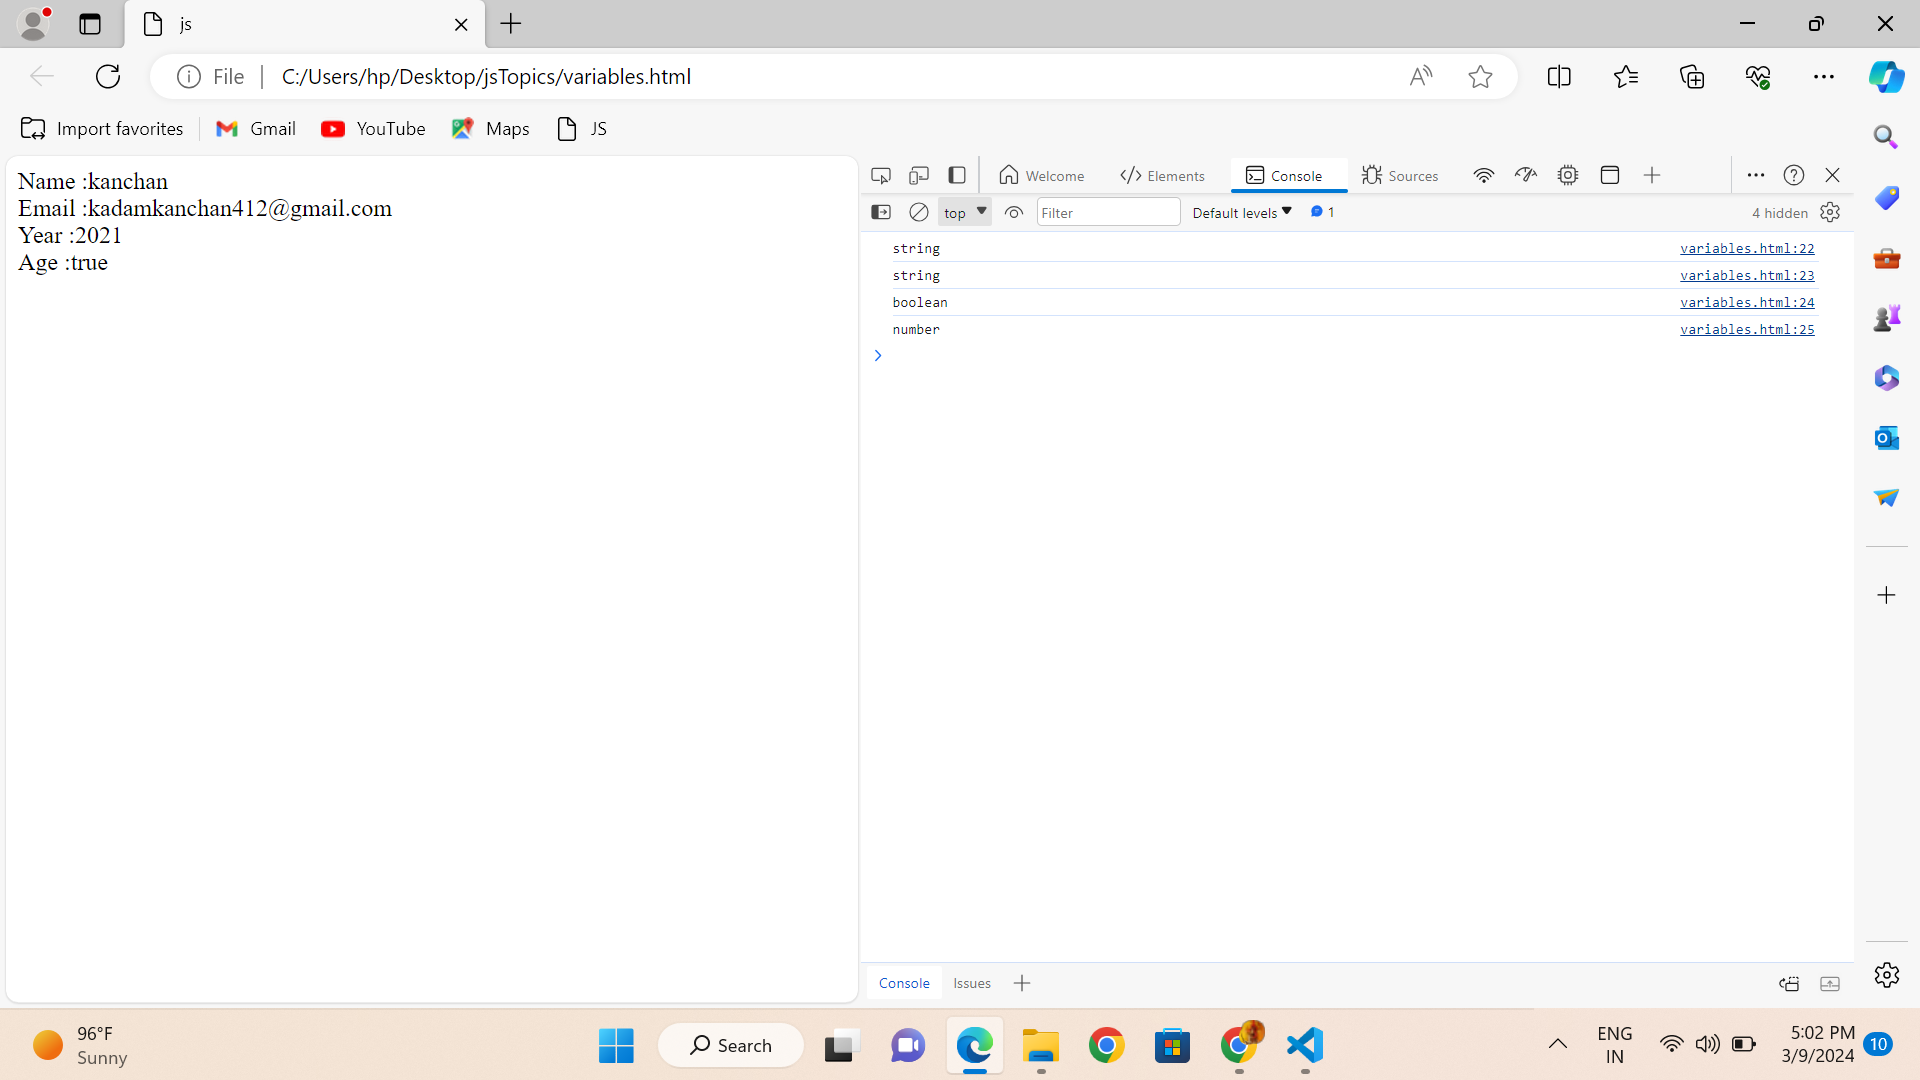 js
File
C:/Users/hp/Desktop/jsTopics/variables.html
Import favorites
Gmail
YouTube
Maps
JS
Name :kanchan
Email :kadamkanchan412@gmail.com
Year :2021
Age :true
Welcome
Elements
Console
Sources
top
Filter
Default levels
1
4 hidden
string variables.html:22
string variables.html:23
boolean variables.html:24
number variables.html:25
Console
Issues
96°F
Sunny
Search
ENG
IN
5:02 PM
3/9/2024
10